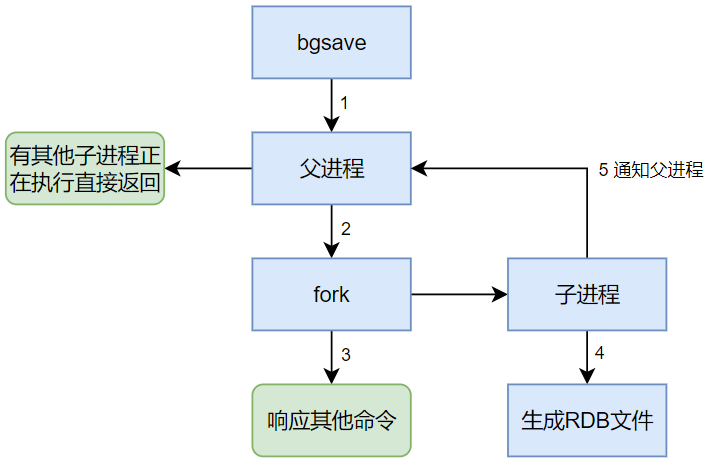 bgsave
1
有其他子进程正
在执行直接返回
父进程
5 通知父进程
2
fork
子进程
3
4
响应其他命令
生成RDB文件